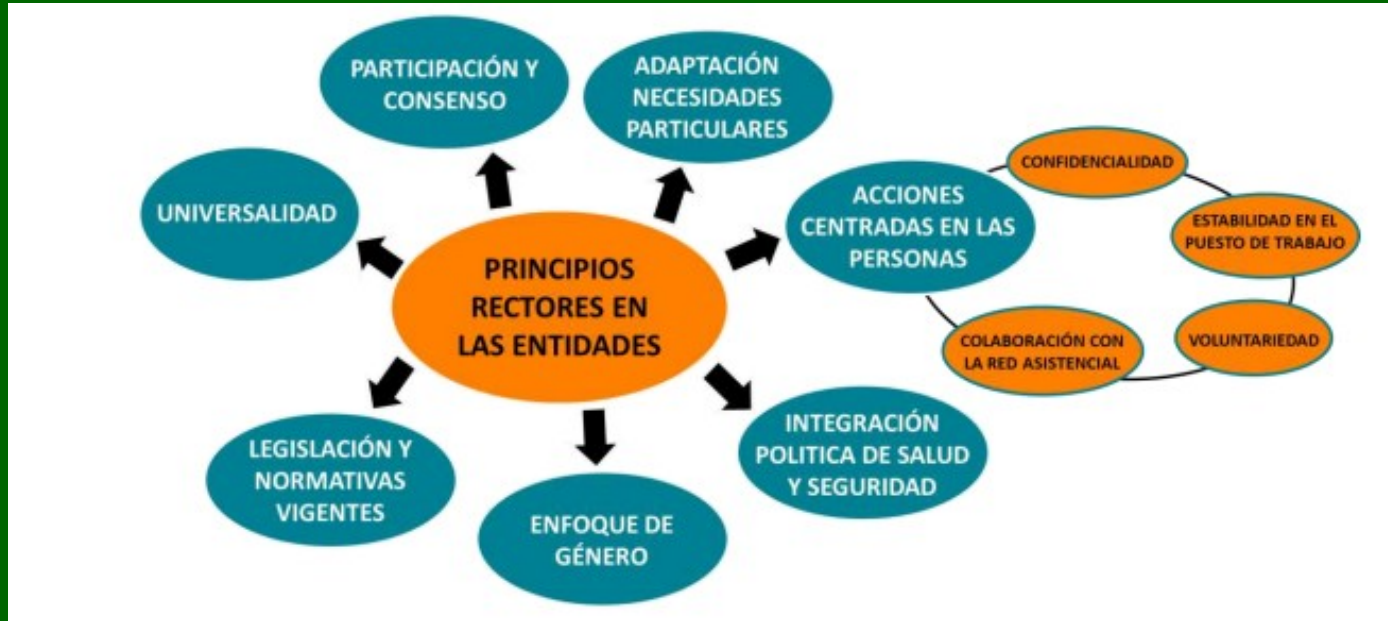 PARTICIPACIÓN Y
CONSENSO
ADAPTACIÓN
NECESIDADES
PARTICULARES
UNIVERSALIDAD
ACCIONES
CENTRADAS EN LAS
PERSONAS
CONFIDENCIALIDAD
ESTABILIDAD EN EL
PUESTO DE TRABAJO
VOLUNTARIEDAD
COLABORACIÓN CON
LA RED ASISTENCIAL
PRINCIPIOS
RECTORES EN
LAS ENTIDADES
LEGISLACIÓN Y
NORMATIVAS
VIGENTES
ENFOQUE DE
GÉNERO
INTEGRACIÓN
POLITICA DE SALUD
Y SEGURIDAD